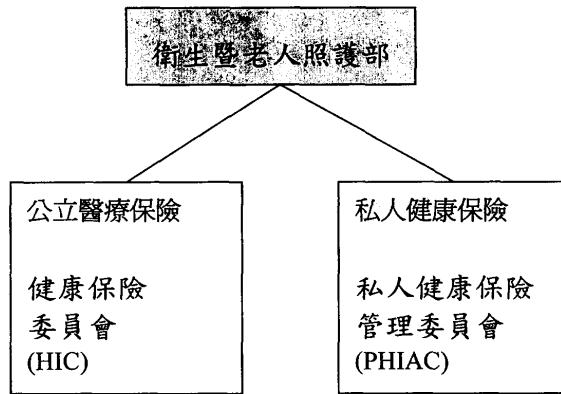 衛生暨老人照護部
公立醫療保險
健康保險
委員會
(HIC)
私人健康保險
私人健康保險
管理委員會
(PHIAC)